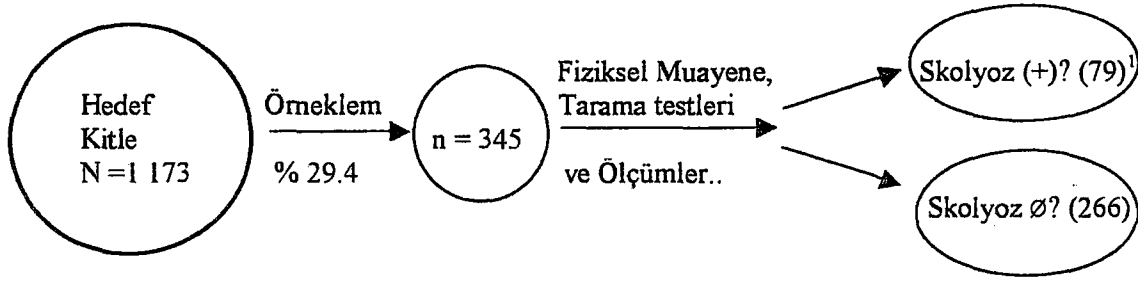 Hedef
Kitle
N =1 173
Örneklem
% 29.4
n = 345
Fiziksel Muayene,
Tarama testleri
ve Ölçümler..
Skolyoz (+)? (79)¹
Skolyoz ∅? (266)